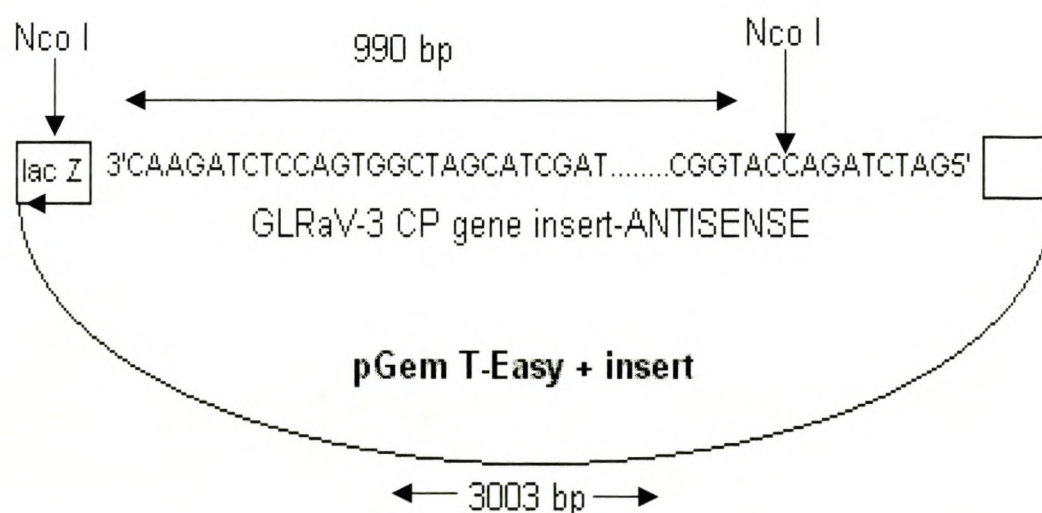 Nco I
990 bp
Nco I
lac Z
3'CAAGATCTCCAGTGGCTAGCATCGAT........CGGTACCAGATCTAG5'
GLRaV-3 CP gene insert-ANTISENSE
pGem T-Easy + insert
3003 bp